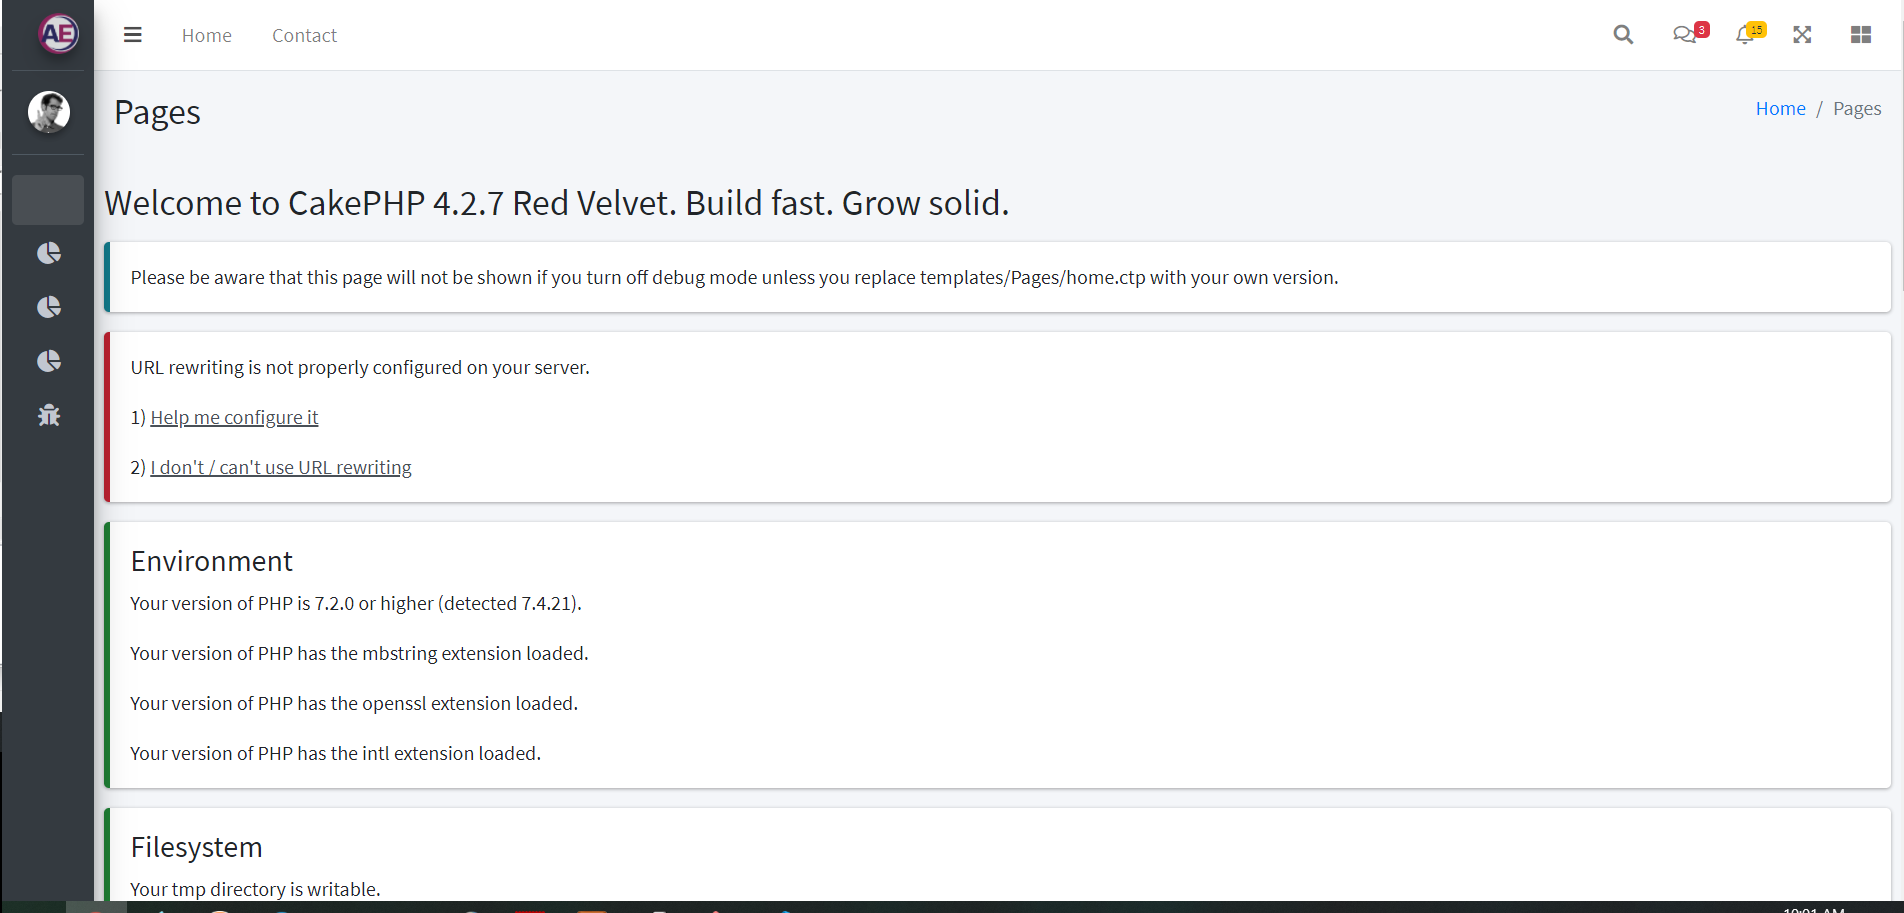 AE
Home
Contact
3
15
Pages
Home / Pages
Welcome to CakePHP 4.2.7 Red Velvet. Build fast. Grow solid.
Please be aware that this page will not be shown if you turn off debug mode unless you replace templates/Pages/home.ctp with your own version.
URL rewriting is not properly configured on your server.
1) Help me configure it
2) I don't / can't use URL rewriting
Environment
Your version of PHP is 7.2.0 or higher (detected 7.4.21).
Your version of PHP has the mbstring extension loaded.
Your version of PHP has the openssl extension loaded.
Your version of PHP has the intl extension loaded.
Filesystem
Your tmp directory is writable.
10:01 AM